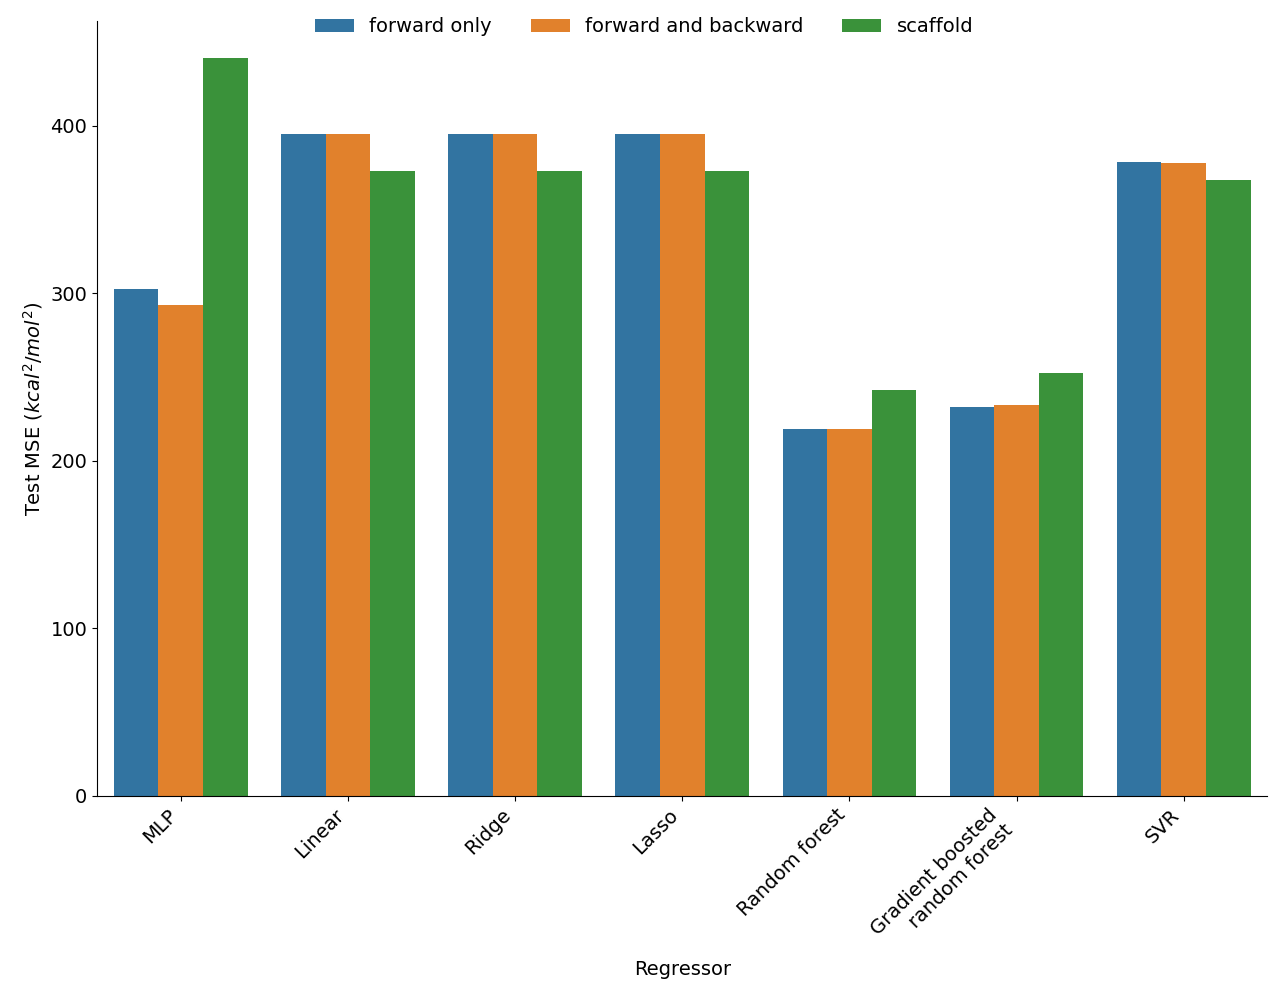 forward only forward and backward scaffold
Test MSE (kcal²/mol²)
400
300
200
100
0
MLP
Linear
Ridge
Lasso
Random forest
Gradient boosted
random forest
SVR
Regressor